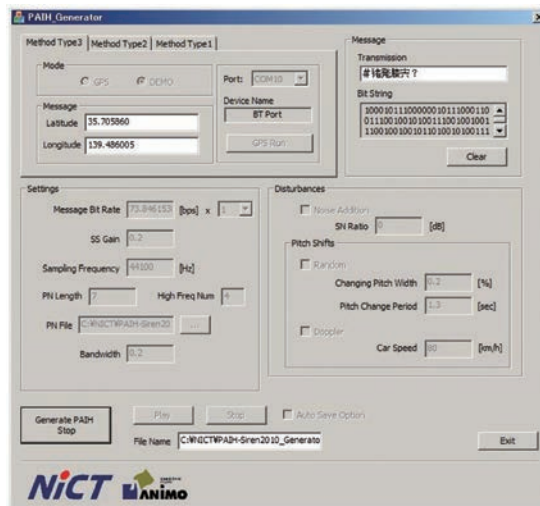 PAIH_Generator
Method Type3 Method Type2 Method Type1
Mode
GPS DEMO
Message
Latitude 35.705860
Longitude 139.486005
Port: COM10
Device Name
BT Port
GPS Run
Message
Transmission
Bit String
1000101110000001011100011
0111001001010011100100100
1100100100101101001010011
Clear
Settings
Message Bit Rate 73.846153 [bps] x 1
SS Gain 0.2
Sampling Frequency 44100 [Hz]
PN Length 7 High Freq Num 4
PN File C:¥NICT¥PAIH-Siren20 ...
Bandwidth 0.2
Disturbances
Noise Addition
SN Ratio 0 [dB]
Pitch Shifts
Random
Changing Pitch Width 0.2 [%]
Pitch Change Period 1.3 [sec]
Doppler
Car Speed 80 [km/h]
Generate PAIH
Stop
Play Stop Auto Save Option
File Name C:¥NICT¥PAIH-Siren2010_Generato
Exit
NiCT ANIMO